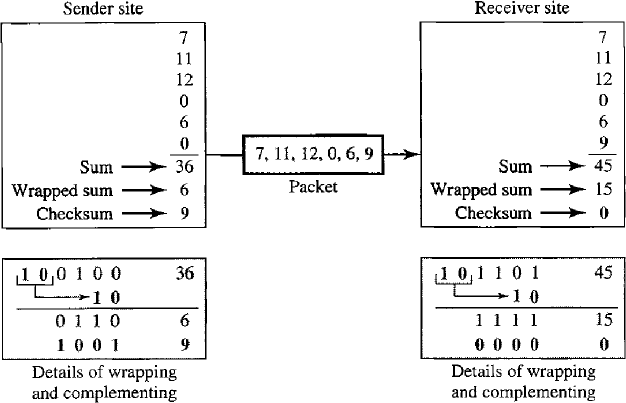 Sender site
7
11
12
0
6
0
Sum 36
Wrapped sum 6
Checksum 9
7, 11, 12, 0, 6, 9
Packet
Receiver site
7
11
12
0
6
9
Sum 45
Wrapped sum 15
Checksum 0
1 0 0 1 0 0 36
1 0
0 1 1 0 6
1 0 0 1 9
Details of wrapping
and complementing
1 0 1 1 0 1 45
1 0
1 1 1 1 15
0 0 0 0 0
Details of wrapping
and complementing